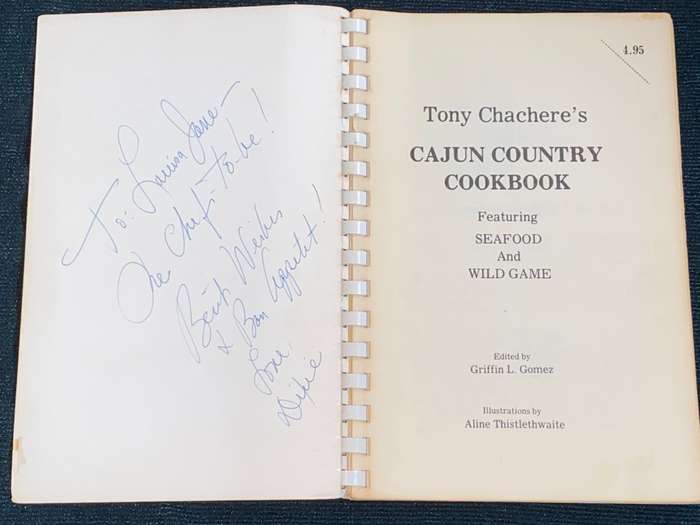 To: Louisa Jane -
The Chef-To-be!
Best Wishes
& Bon Appetit!
Love
Dixie
4.95
Tony Chachere's
CAJUN COUNTRY
COOKBOOK
Featuring
SEAFOOD
And
WILD GAME
Edited by
Griffin L. Gomez
Illustrations by
Aline Thistlethwaite